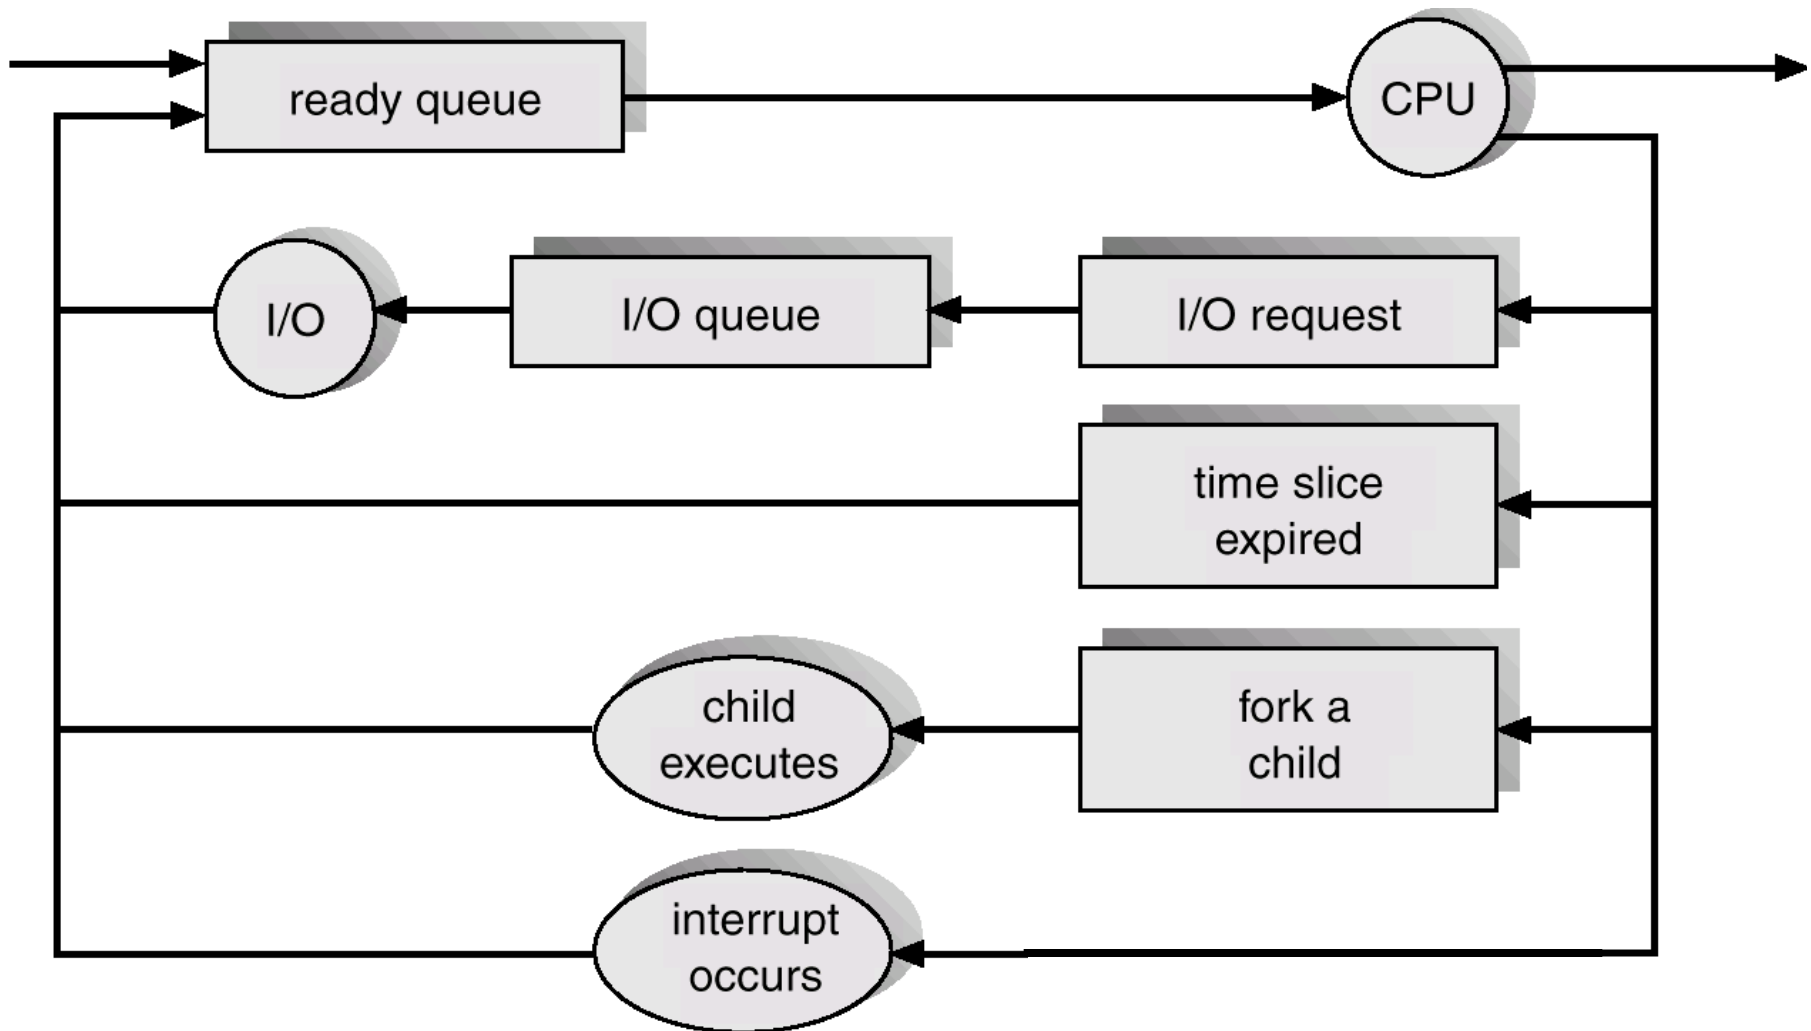 ready queue
CPU
I/O
I/O queue
I/O request
time slice
expired
child
executes
fork a
child
interrupt
occurs